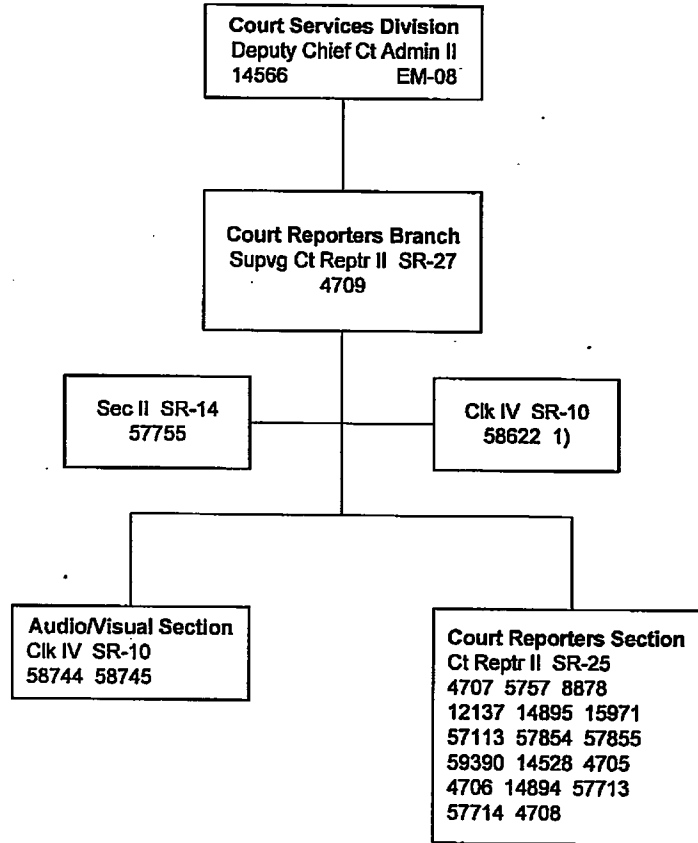 Court Services Division
Deputy Chief Ct Admin II
14566 EM-08
Court Reporters Branch
Supvg Ct Reptr II SR-27
4709
Sec II SR-14
57755
Clk IV SR-10
58622 1)
Audio/Visual Section
Clk IV SR-10
58744 58745
Court Reporters Section
Ct Reptr II SR-25
4707 5757 8878
12137 14895 15971
57113 57854 57855
59390 14528 4705
4706 14894 57713
57714 4708